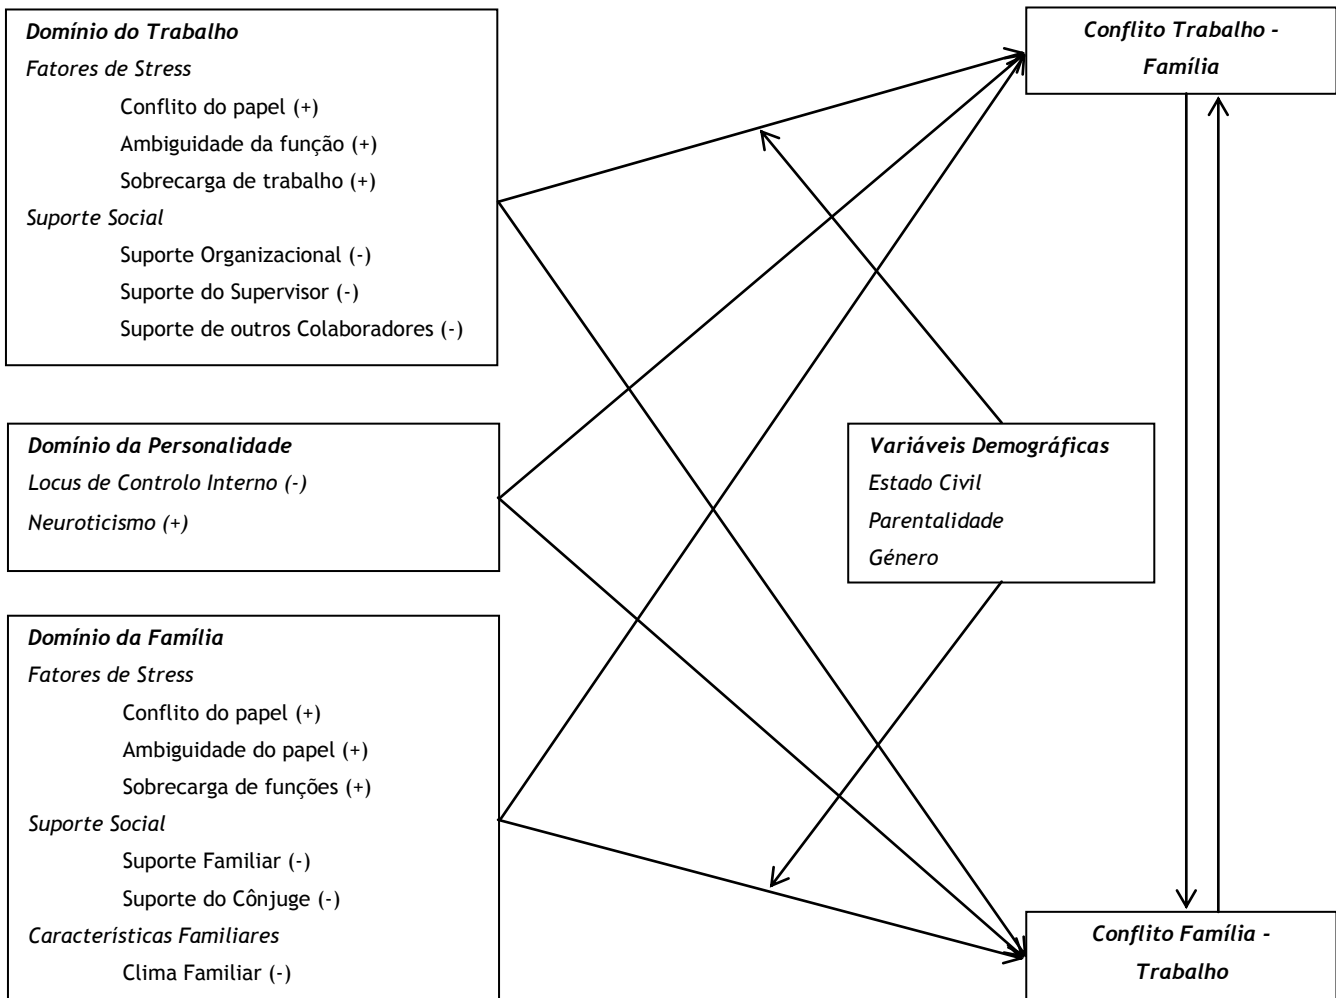 Domínio do Trabalho
Fatores de Stress
Conflito do papel (+)
Ambiguidade da função (+)
Sobrecarga de trabalho (+)
Suporte Social
Suporte Organizacional (-)
Suporte do Supervisor (-)
Suporte de outros Colaboradores (-)
Domínio da Personalidade
Locus de Controlo Interno (-)
Neuroticismo (+)
Domínio da Família
Fatores de Stress
Conflito do papel (+)
Ambiguidade do papel (+)
Sobrecarga de funções (+)
Suporte Social
Suporte Familiar (-)
Suporte do Cônjuge (-)
Características Familiares
Clima Familiar (-)
Variáveis Demográficas
Estado Civil
Parentalidade
Género
Conflito Trabalho -
Família
Conflito Família -
Trabalho